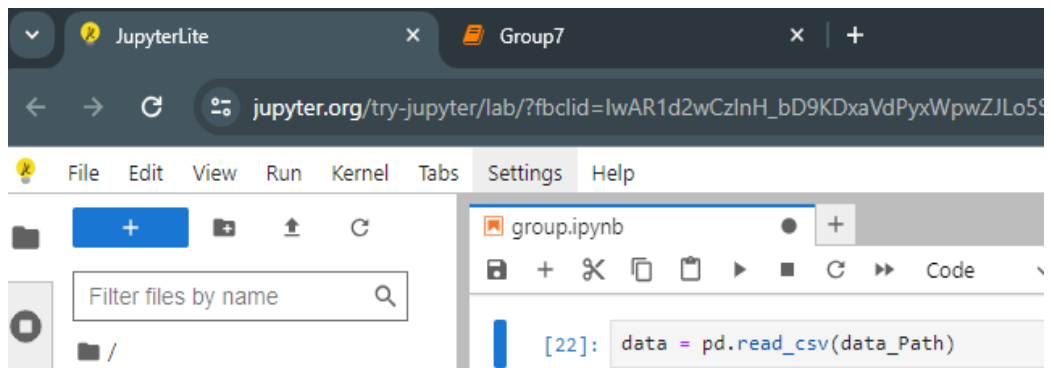 JupyterLite
Group7
jupyter.org/try-jupyter/lab/?fbclid=IwAR1d2wCzInH_bD9KDxaVdPyxWpwZJLo5S
File Edit View Run Kernel Tabs Settings Help
group.ipynb
Code
Filter files by name
/
[22]: data = pd.read_csv(data_Path)